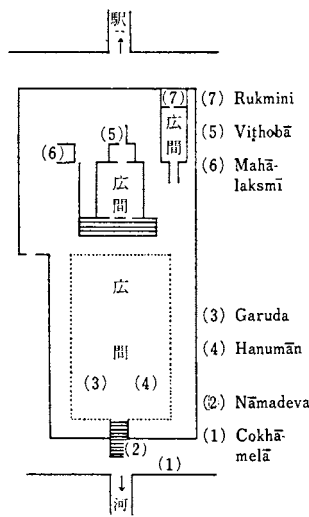 駅
↑
(7)
(7) Rukmini
広
間
(5)
(5) Viṭhobā
(6)
(6) Mahā-
lakṣmī
広
間
広
間
(3) (4)
(3) Garuda
(4) Hanumān
(2) Nāmadeva
(2)
(1) Cokhā-
melā
(1)
↓
河